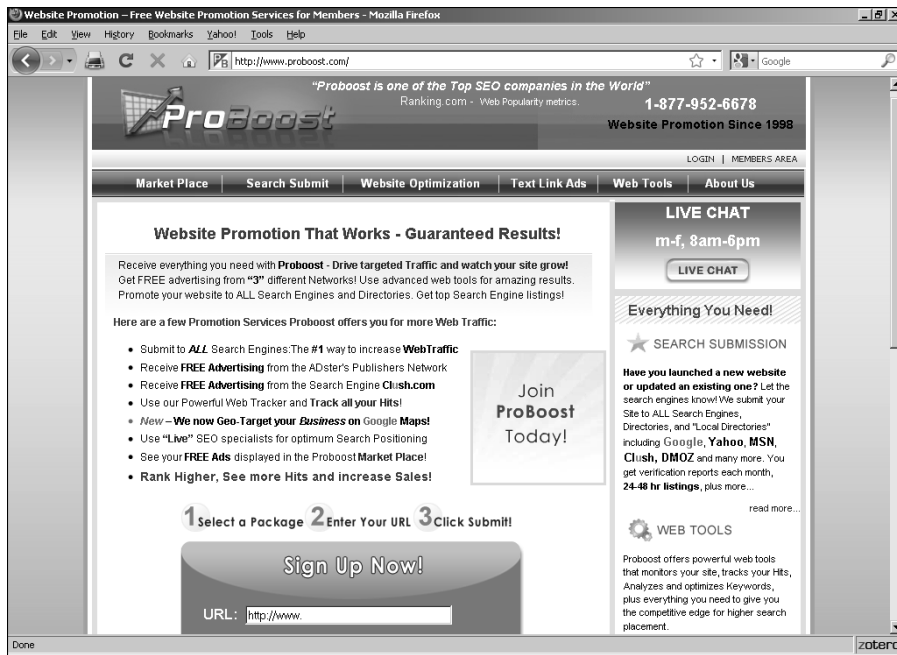 Website Promotion – Free Website Promotion Services for Members - Mozilla Firefox
File Edit View History Bookmarks Yahoo! Tools Help
http://www.proboost.com/
Google
"Proboost is one of the Top SEO companies in the World"
Ranking.com - Web Popularity metrics.
1-877-952-6678
ProBoost
Website Promotion Since 1998
LOGIN | MEMBERS AREA
Market Place | Search Submit | Website Optimization | Text Link Ads | Web Tools | About Us
Website Promotion That Works - Guaranteed Results!
Receive everything you need with Proboost - Drive targeted Traffic and watch your site grow!
Get FREE advertising from "3" different Networks! Use advanced web tools for amazing results.
Promote your website to ALL Search Engines and Directories. Get top Search Engine listings!
Here are a few Promotion Services Proboost offers you for more Web Traffic:
• Submit to ALL Search Engines:The #1 way to increase WebTraffic
• Receive FREE Advertising from the ADster's Publishers Network
• Receive FREE Advertising from the Search Engine Clush.com
• Use our Powerful Web Tracker and Track all your Hits!
• New – We now Geo-Target your Business on Google Maps!
• Use "Live" SEO specialists for optimum Search Positioning
• See your FREE Ads displayed in the Proboost Market Place!
• Rank Higher, See more Hits and increase Sales!
Join
ProBoost
Today!
1 Select a Package 2 Enter Your URL 3 Click Submit!
Sign Up Now!
URL: http://www.
LIVE CHAT
m-f, 8am-6pm
LIVE CHAT
Everything You Need!
SEARCH SUBMISSION
Have you launched a new website
or updated an existing one? Let the
search engines know! We submit your
Site to ALL Search Engines,
Directories, and "Local Directories"
including Google, Yahoo, MSN,
Clush, DMOZ and many more. You
get verification reports each month,
24-48 hr listings, plus more...
read more...
WEB TOOLS
Proboost offers powerful web tools
that monitors your site, tracks your Hits,
Analyzes and optimizes Keywords,
plus everything you need to give you
the competitive edge for higher search
placement.
Done
zotero